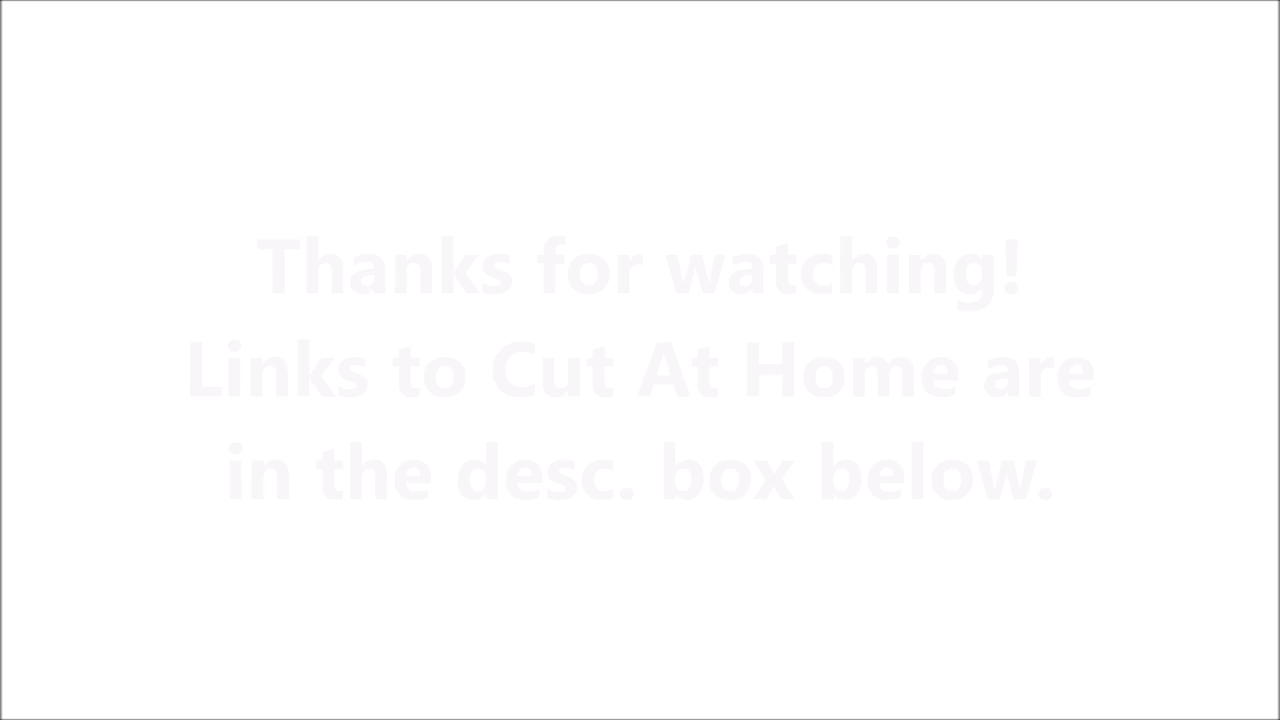 Thanks for watching!
Links to Cut At Home are
in the desc. box below.